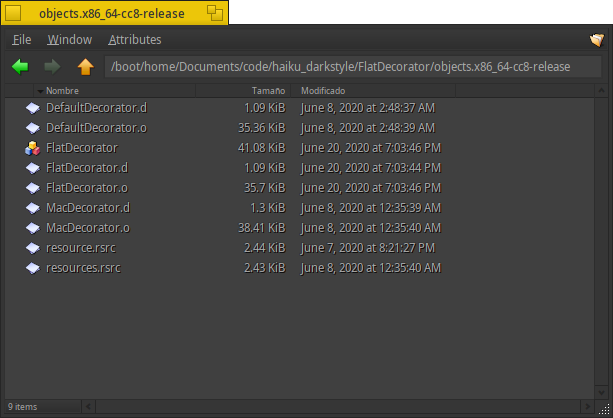 objects.x86_64-cc8-release
File Window Attributes
/boot/home/Documents/code/haiku_darkstyle/FlatDecorator/objects.x86_64-cc8-release
Nombre Tamaño Modificado
DefaultDecorator.d 1.09 KiB June 8, 2020 at 2:48:37 AM
DefaultDecorator.o 35.36 KiB June 8, 2020 at 2:48:39 AM
FlatDecorator 41.08 KiB June 20, 2020 at 7:03:46 PM
FlatDecorator.d 1.09 KiB June 20, 2020 at 7:03:44 PM
FlatDecorator.o 35.7 KiB June 20, 2020 at 7:03:46 PM
MacDecorator.d 1.3 KiB June 8, 2020 at 12:35:39 AM
MacDecorator.o 38.41 KiB June 8, 2020 at 12:35:40 AM
resource.rsrc 2.44 KiB June 7, 2020 at 8:21:27 PM
resources.rsrc 2.43 KiB June 8, 2020 at 12:35:40 AM
9 items